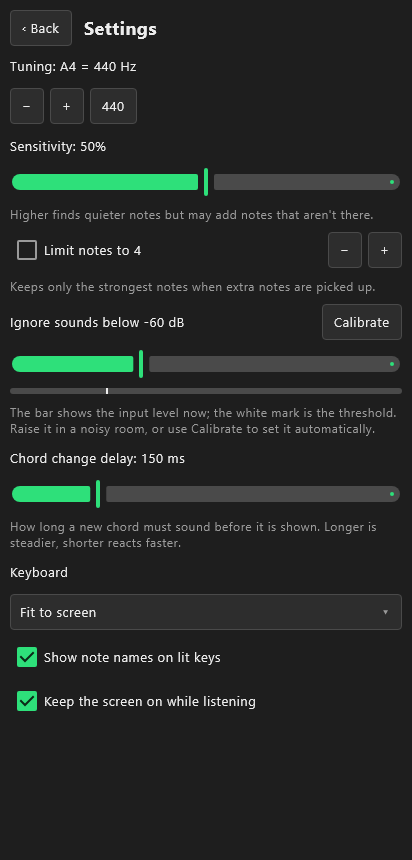 ‹ Back
Settings
Tuning: A4 = 440 Hz
− + 440
Sensitivity: 50%
Higher finds quieter notes but may add notes that aren't there.
Limit notes to 4 − +
Keeps only the strongest notes when extra notes are picked up.
Ignore sounds below -60 dB Calibrate
The bar shows the input level now; the white mark is the threshold.
Raise it in a noisy room, or use Calibrate to set it automatically.
Chord change delay: 150 ms
How long a new chord must sound before it is shown. Longer is
steadier, shorter reacts faster.
Keyboard
Fit to screen
Show note names on lit keys
Keep the screen on while listening